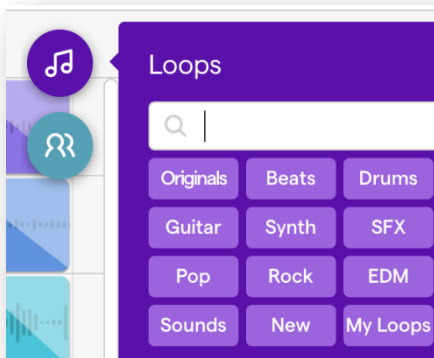 Loops
Originals Beats Drums
Guitar Synth SFX
Pop Rock EDM
Sounds New My Loops